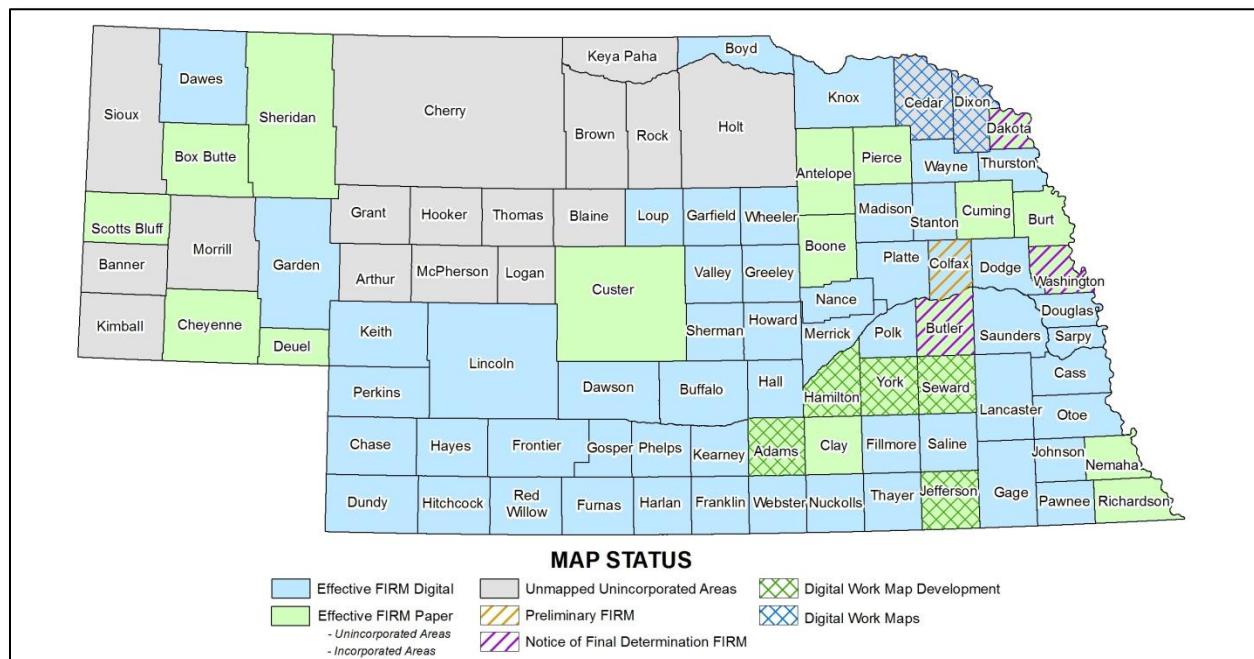 Keya Paha
Boyd
Dawes
Sheridan
Cherry
Knox
Cedar
Dixon
Sioux
Brown
Rock
Holt
Dakota
Box Butte
Antelope
Pierce
Wayne
Thurston
Scotts Bluff
Grant
Hooker
Thomas
Blaine
Loup
Garfield
Wheeler
Madison
Stanton
Cuming
Burt
Morrill
Garden
Boone
Banner
Arthur
McPherson
Logan
Custer
Valley
Greeley
Platte
Colfax
Dodge
Washington
Nance
Kimball
Cheyenne
Deuel
Keith
Lincoln
Sherman
Howard
Merrick
Polk
Butler
Saunders
Douglas
Sarpy
Perkins
Dawson
Buffalo
Hall
Hamilton
York
Seward
Lancaster
Cass
Otoe
Chase
Hayes
Frontier
Gosper
Phelps
Kearney
Adams
Clay
Fillmore
Saline
Johnson
Nemaha
Dundy
Hitchcock
Red
Willow
Furnas
Harlan
Franklin
Webster
Nuckolls
Thayer
Jefferson
Gage
Pawnee
Richardson
MAP STATUS
Effective FIRM Digital
Effective FIRM Paper
- Unincorporated Areas
- Incorporated Areas
Unmapped Unincorporated Areas
Preliminary FIRM
Notice of Final Determination FIRM
Digital Work Map Development
Digital Work Maps